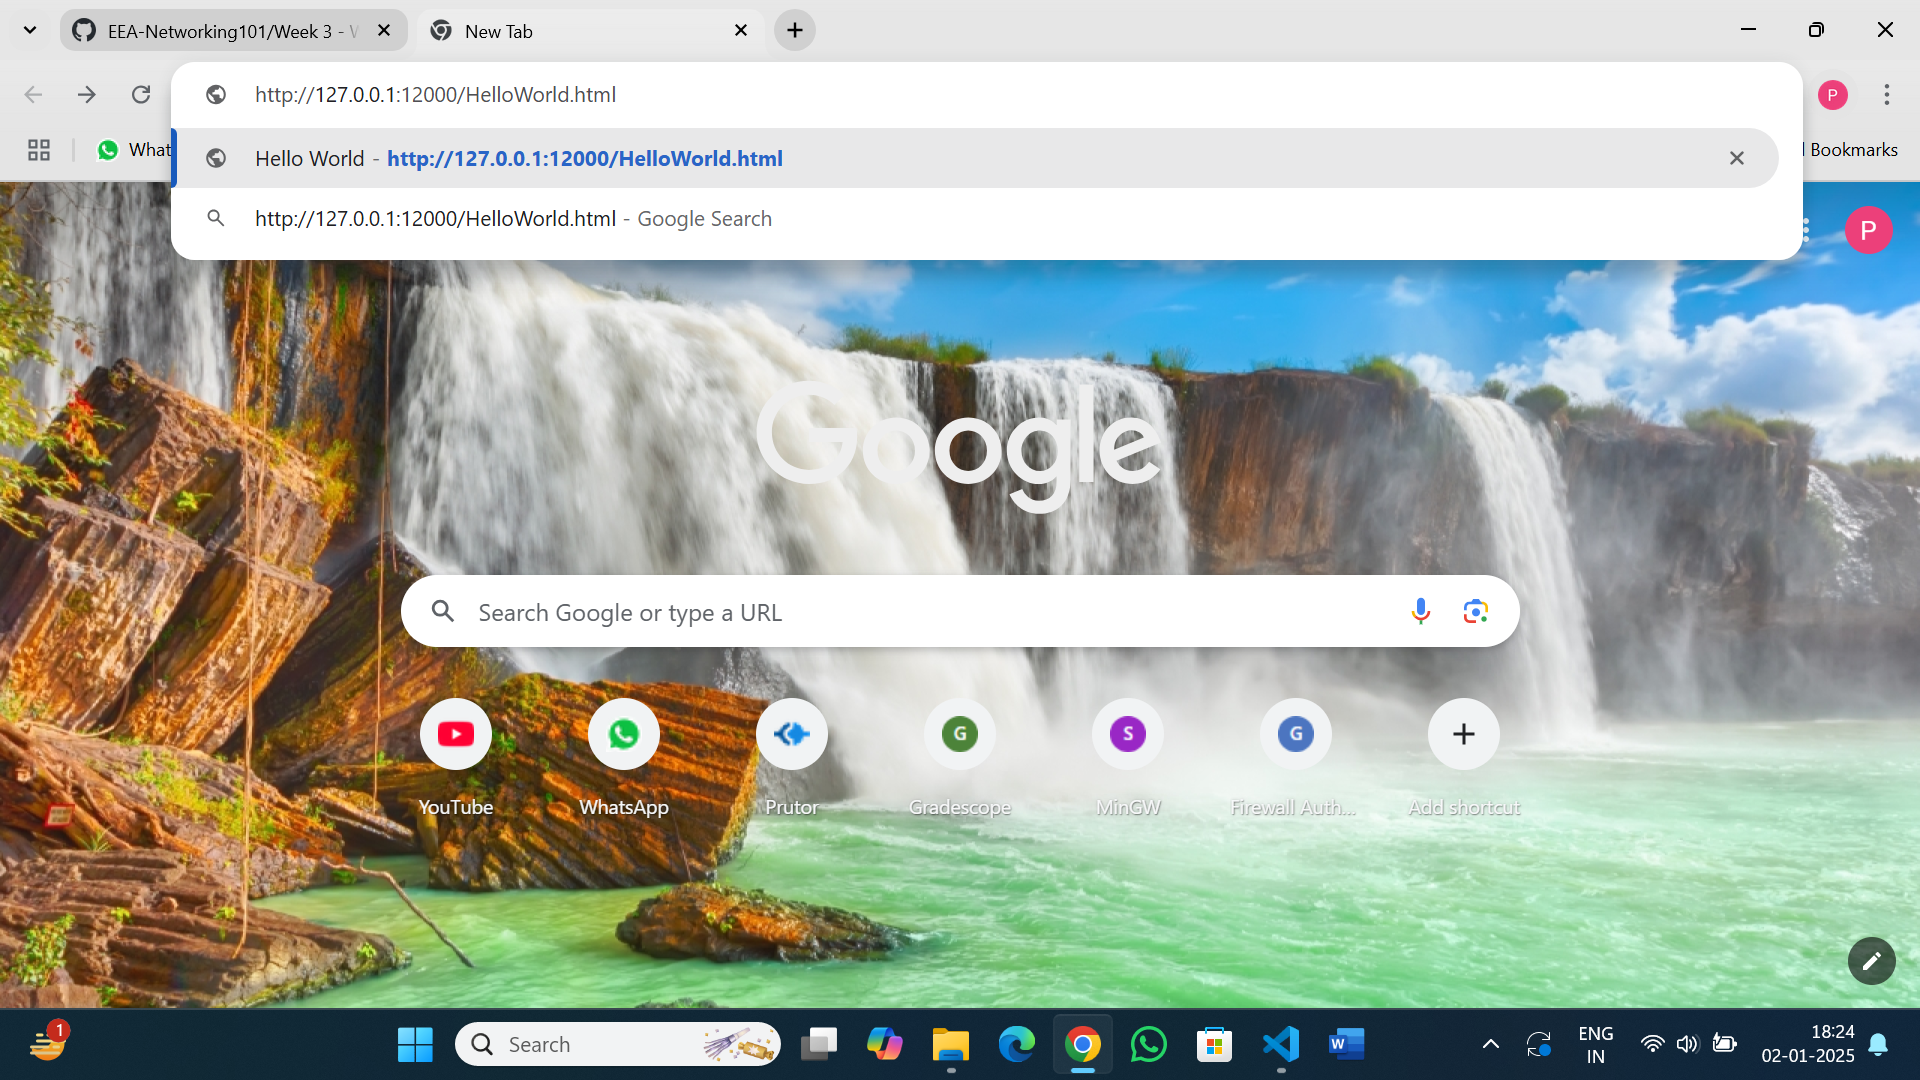 EEA-Networking101/Week 3 - W
New Tab
http://127.0.0.1:12000/HelloWorld.html
P
What
Hello World - http://127.0.0.1:12000/HelloWorld.html
Bookmarks
http://127.0.0.1:12000/HelloWorld.html - Google Search
P
Google
Search Google or type a URL
G
S
G
YouTube
WhatsApp
Prutor
Gradescope
MinGW
Firewall Auth...
Add shortcut
1
Search
W
ENG
IN
18:24
02-01-2025